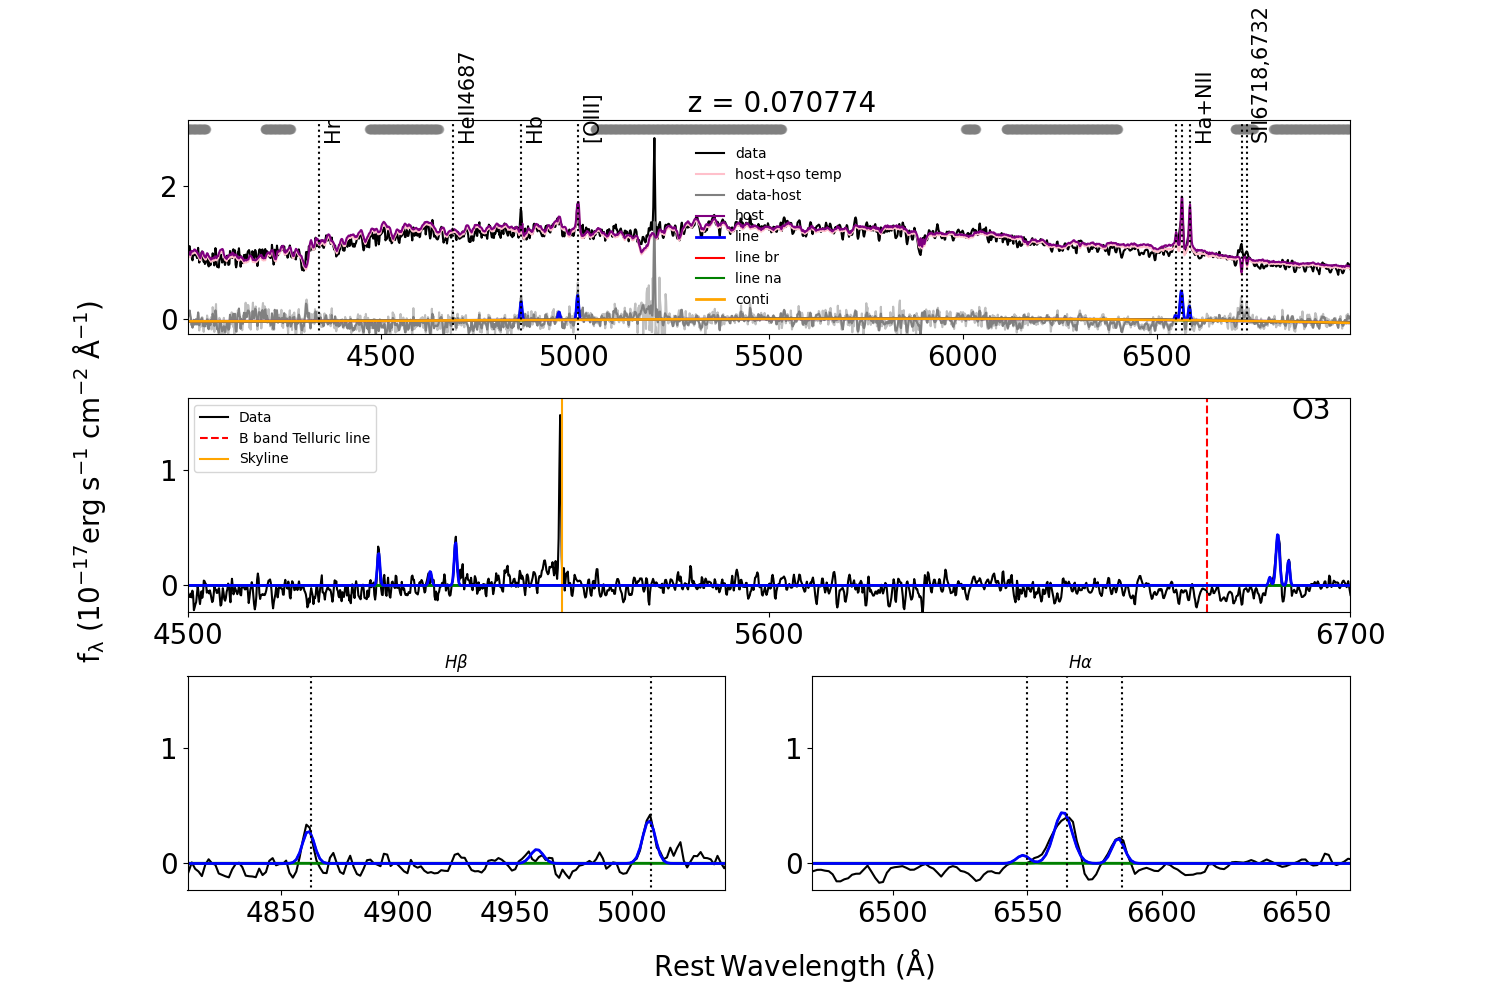 z = 0.070774
Hr
HeII4687
Hb
[OIII]
Ha+NII
SII6718,6732
data
host+qso temp
data-host
host
line
line br
line na
conti
2
0
4500
5000
5500
6000
6500
f_λ (10^{-17}erg s^{-1} cm^{-2} Å^{-1})
O3
Data
B band Telluric line
Skyline
1
0
4500
5600
6700
Hβ
1
0
4850
4900
4950
5000
Hα
1
0
6500
6550
6600
6650
Rest Wavelength (Å)